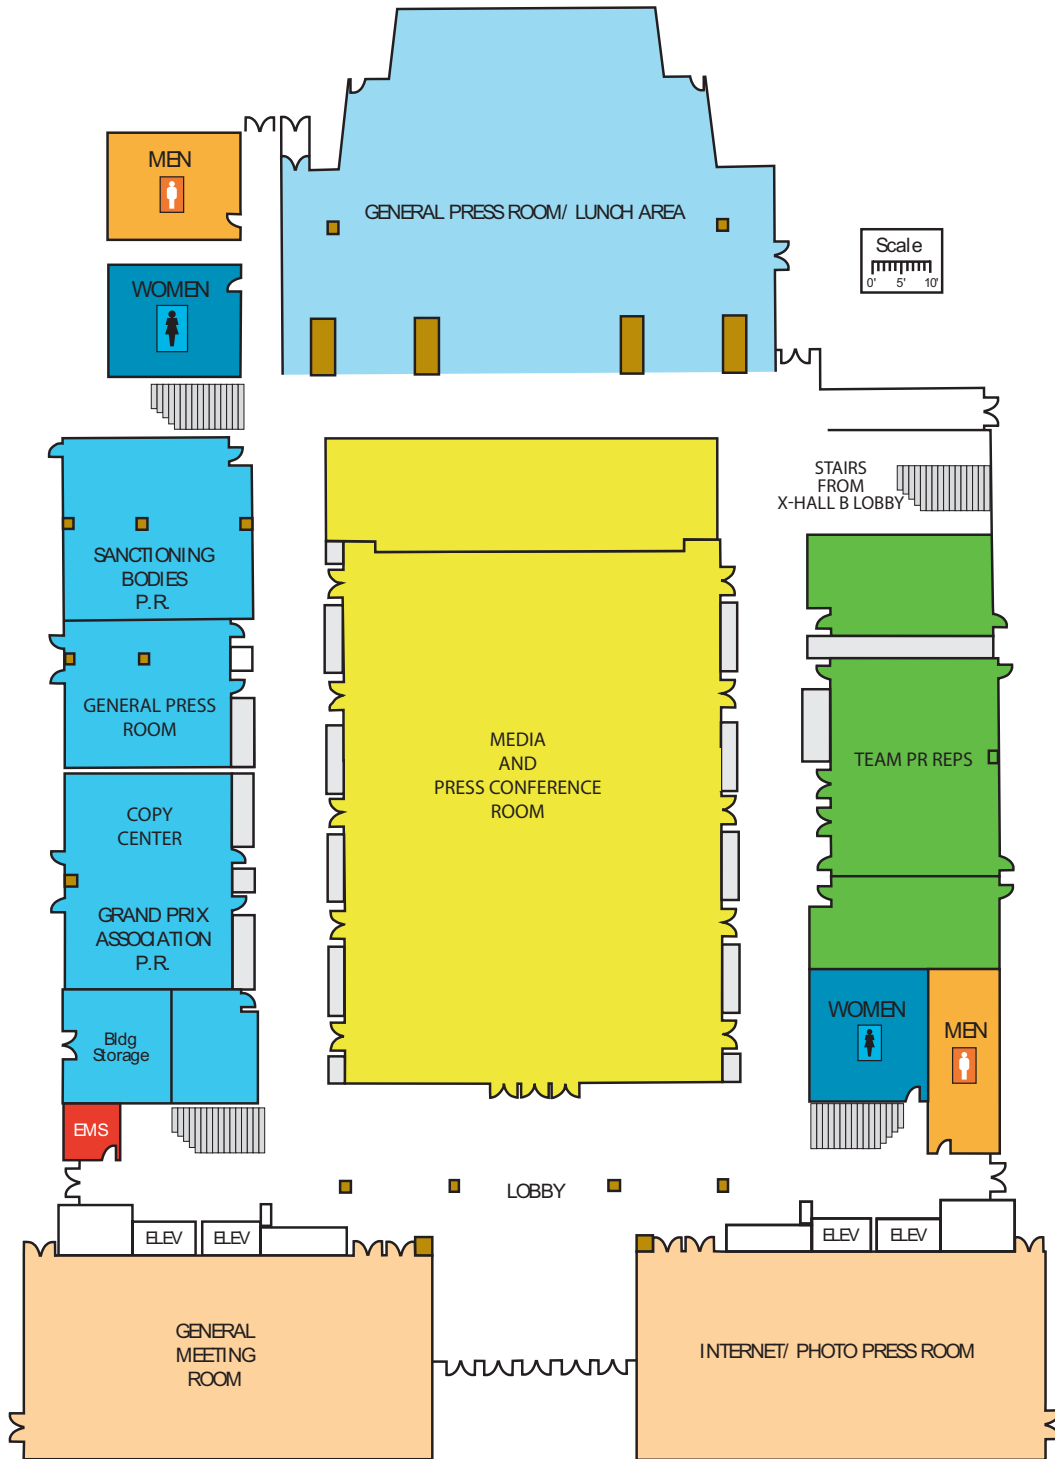 MEN
GENERAL PRESS ROOM/ LUNCH AREA
Scale
0' 5' 10'
WOMEN
STAIRS
FROM
X-HALL B LOBBY
SANCTIONING
BODIES
P.R.
GENERAL PRESS
ROOM
MEDIA
AND
PRESS CONFERENCE
ROOM
TEAM PR REPS
COPY
CENTER
GRAND PRIX
ASSOCIATION
P.R.
WOMEN
MEN
Bldg
Storage
EMS
LOBBY
ELEV
ELEV
ELEV
ELEV
GENERAL
MEETING
ROOM
INTERNET/ PHOTO PRESS ROOM